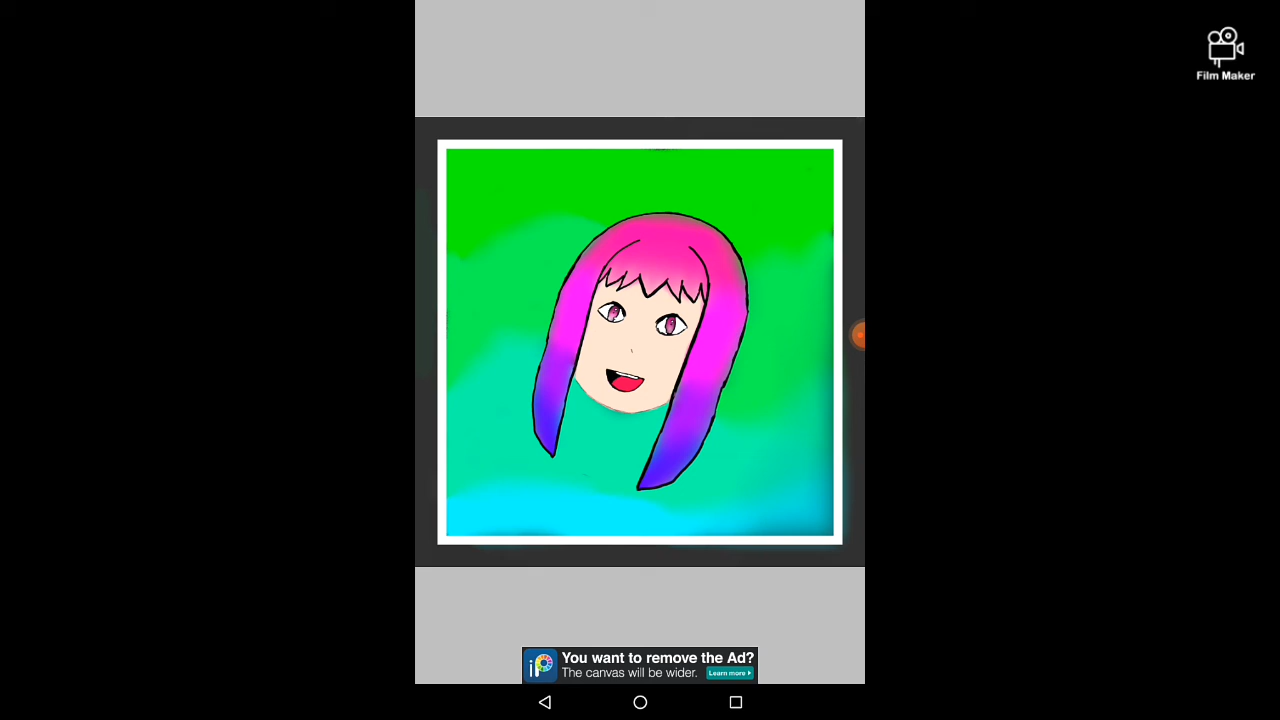 Film Maker
You want to remove the Ad?
The canvas will be wider.
Learn more